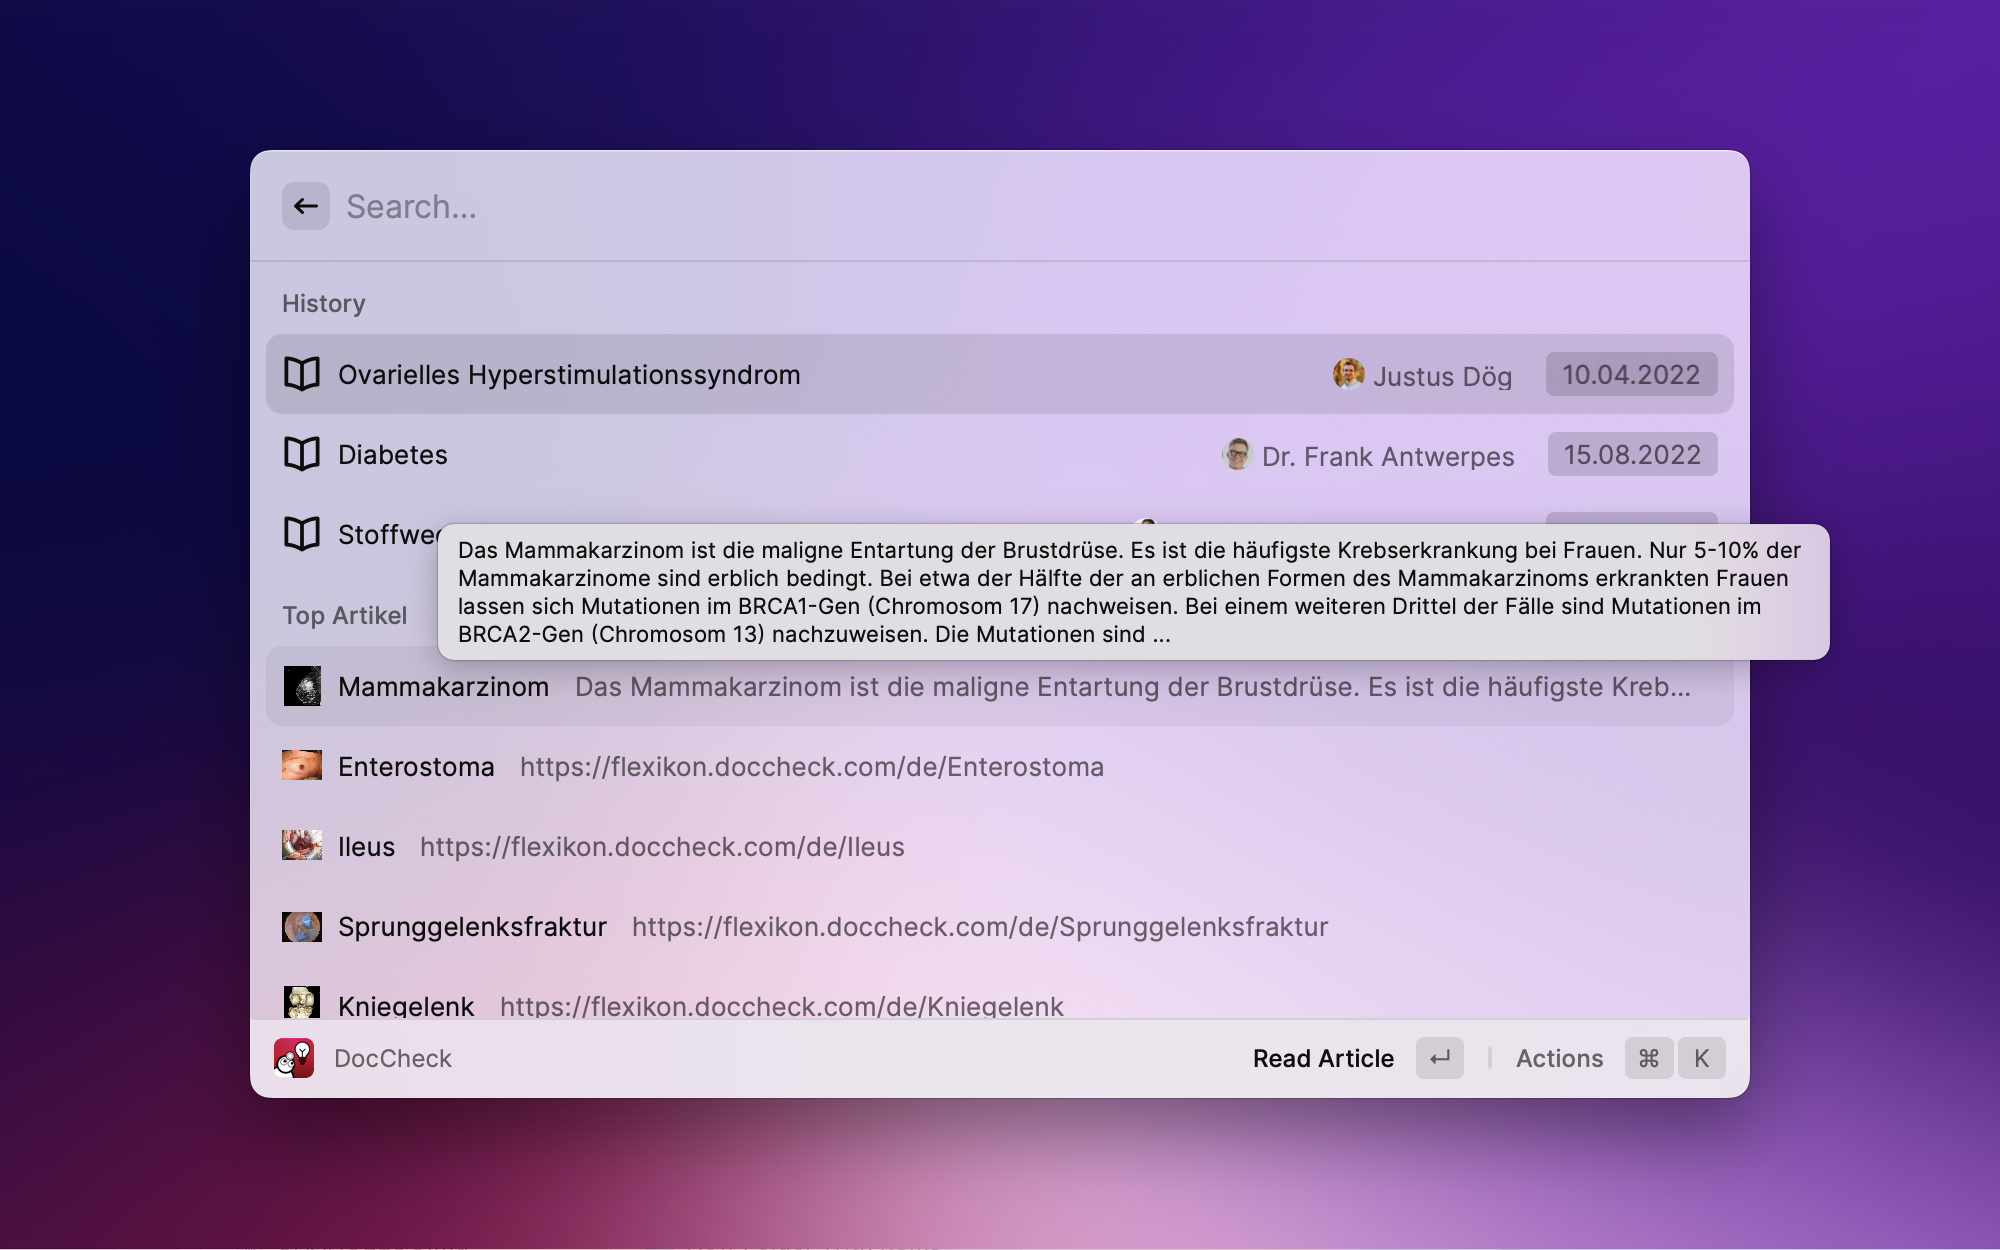 Search...
History
Ovarielles Hyperstimulationssyndrom Justus Dög 10.04.2022
Diabetes Dr. Frank Antwerpes 15.08.2022
Das Mammakarzinom ist die maligne Entartung der Brustdrüse. Es ist die häufigste Krebserkrankung bei Frauen. Nur 5-10% der
Mammakarzinome sind erblich bedingt. Bei etwa der Hälfte der an erblichen Formen des Mammakarzinoms erkrankten Frauen
lassen sich Mutationen im BRCA1-Gen (Chromosom 17) nachweisen. Bei einem weiteren Drittel der Fälle sind Mutationen im
BRCA2-Gen (Chromosom 13) nachzuweisen. Die Mutationen sind ...
Top Artikel
Mammakarzinom Das Mammakarzinom ist die maligne Entartung der Brustdrüse. Es ist die häufigste Kreb...
Enterostoma https://flexikon.doccheck.com/de/Enterostoma
Ileus https://flexikon.doccheck.com/de/Ileus
Sprunggelenksfraktur https://flexikon.doccheck.com/de/Sprunggelenksfraktur
Kniegelenk https://flexikon.doccheck.com/de/Kniegelenk
DocCheck Read Article ↵ Actions ⌘ K